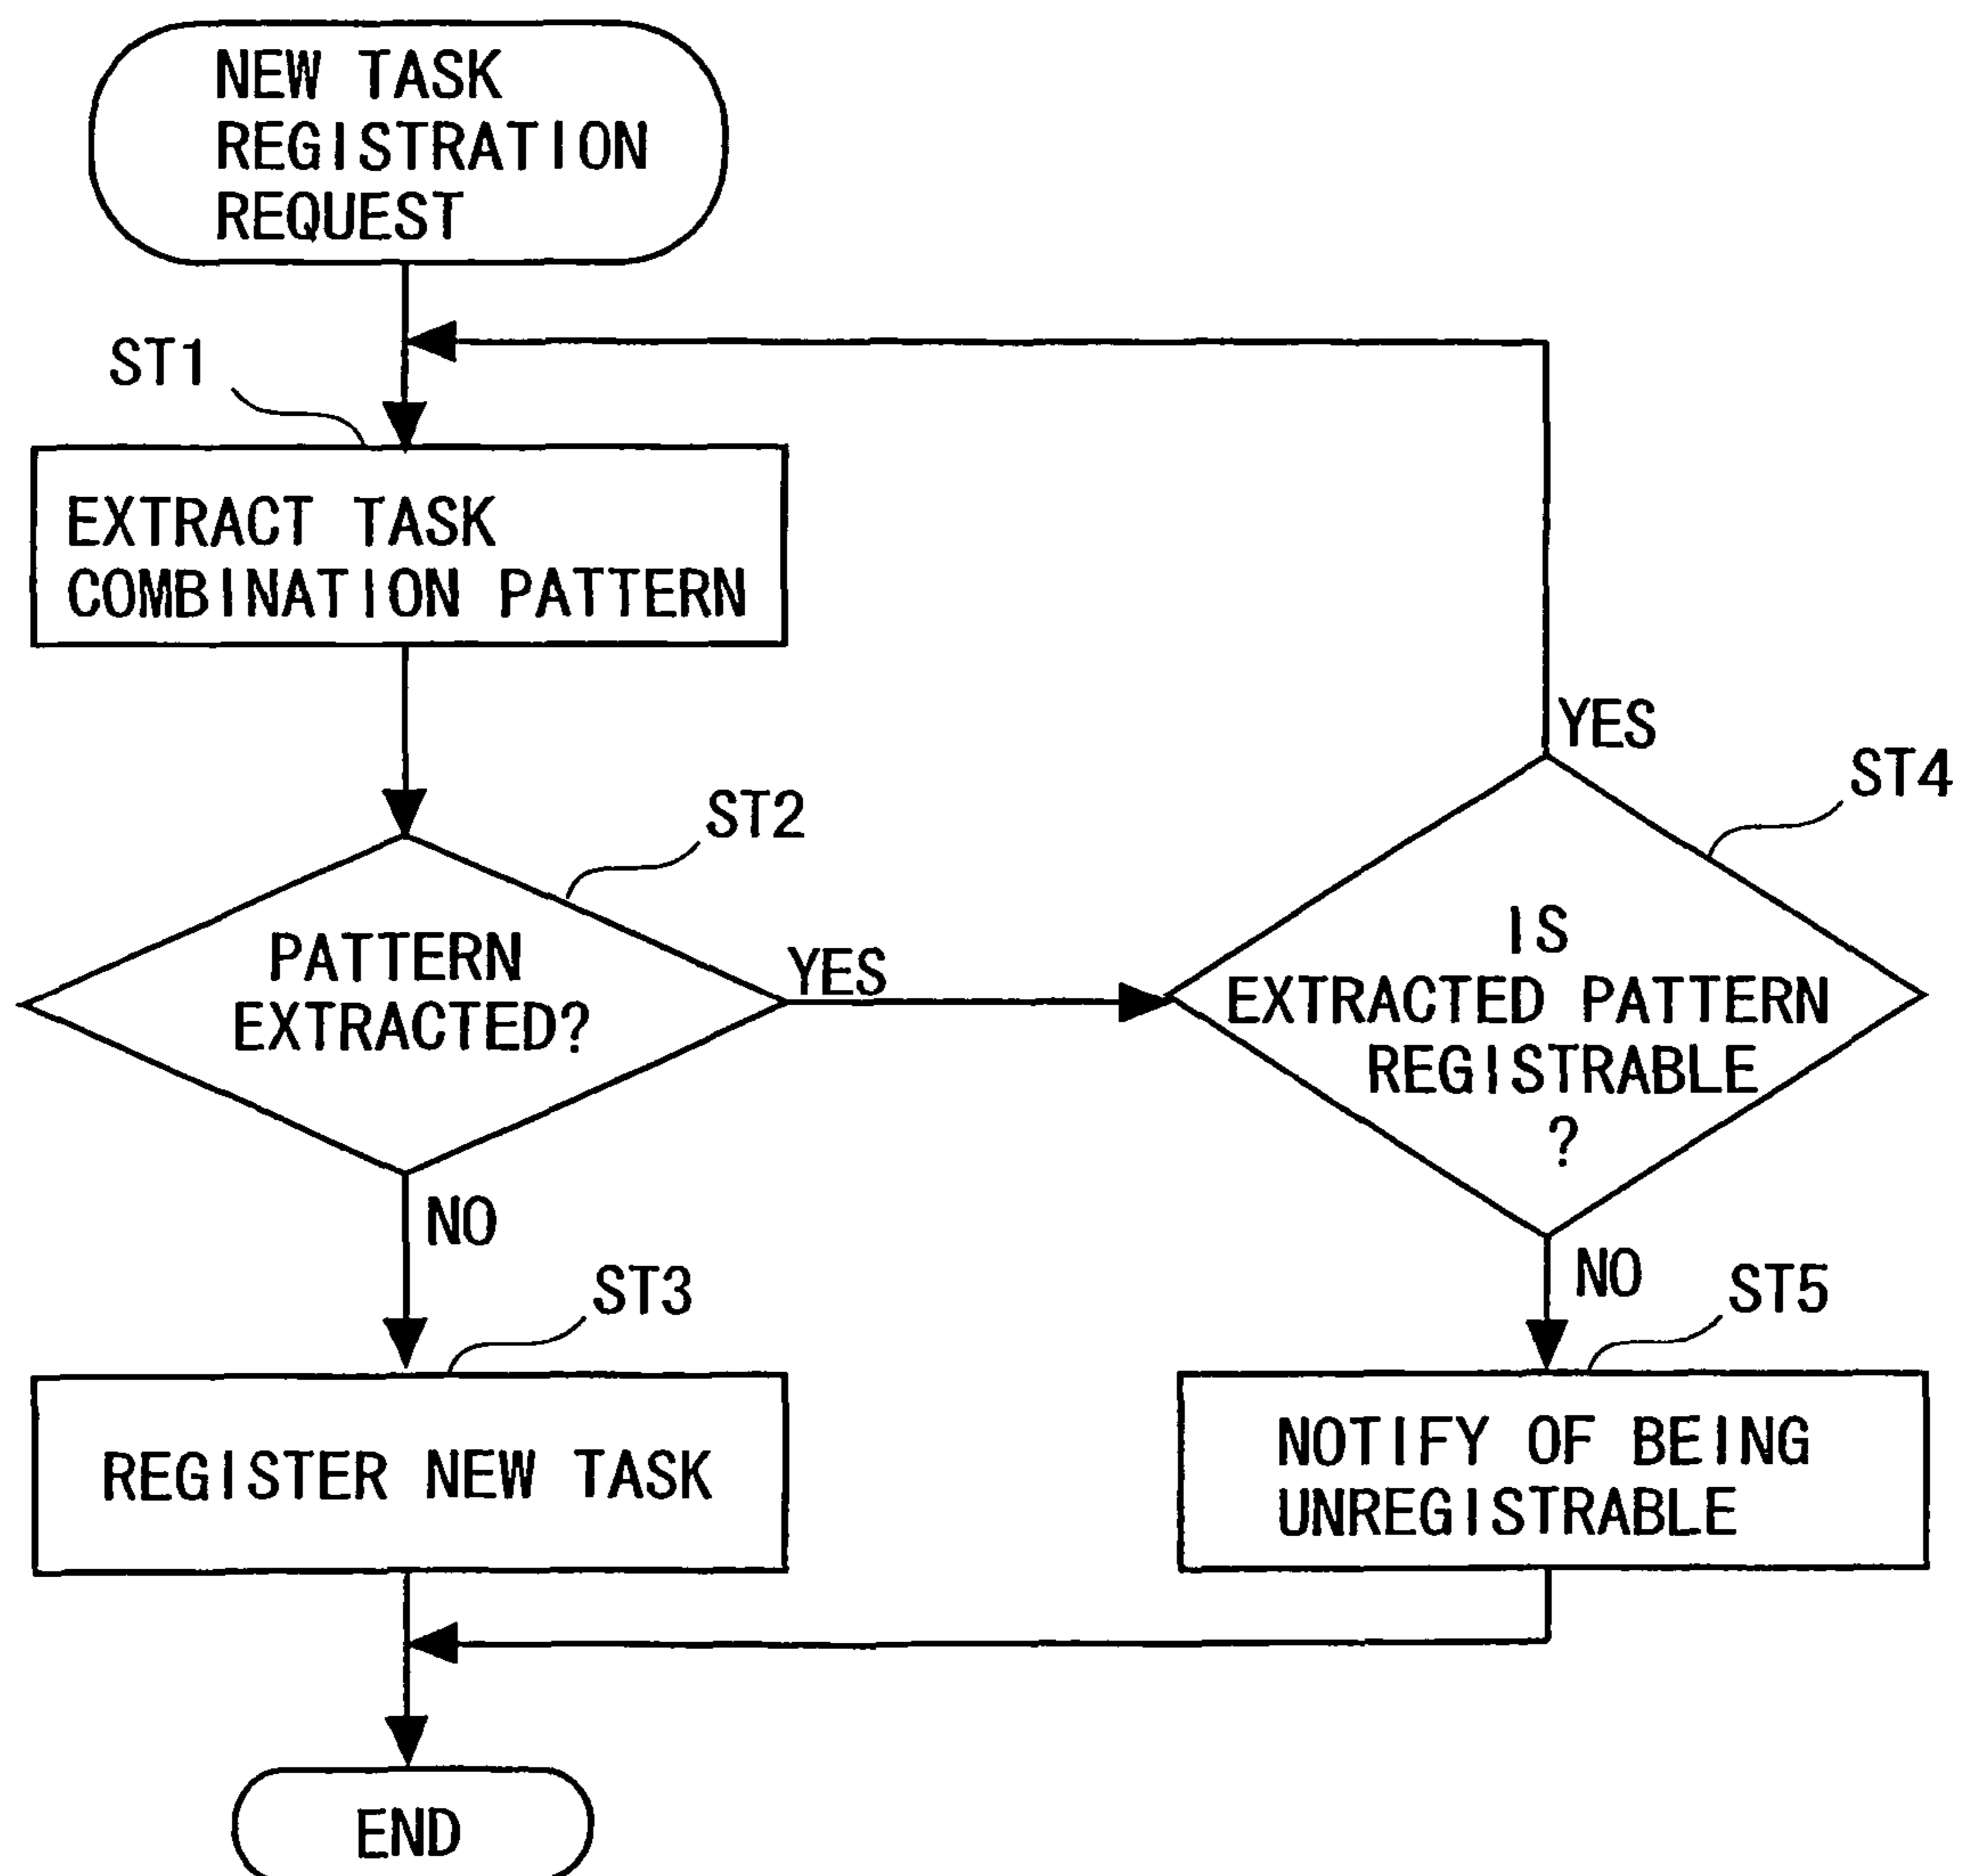 NEW TASK
REGISTRATION
REQUEST
ST1
EXTRACT TASK
COMBINATION PATTERN
ST2
PATTERN
EXTRACTED?
YES
NO
ST3
REGISTER NEW TASK
YES
ST4
IS
EXTRACTED PATTERN
REGISTRABLE
?
NO
ST5
NOTIFY OF BEING
UNREGISTRABLE
END